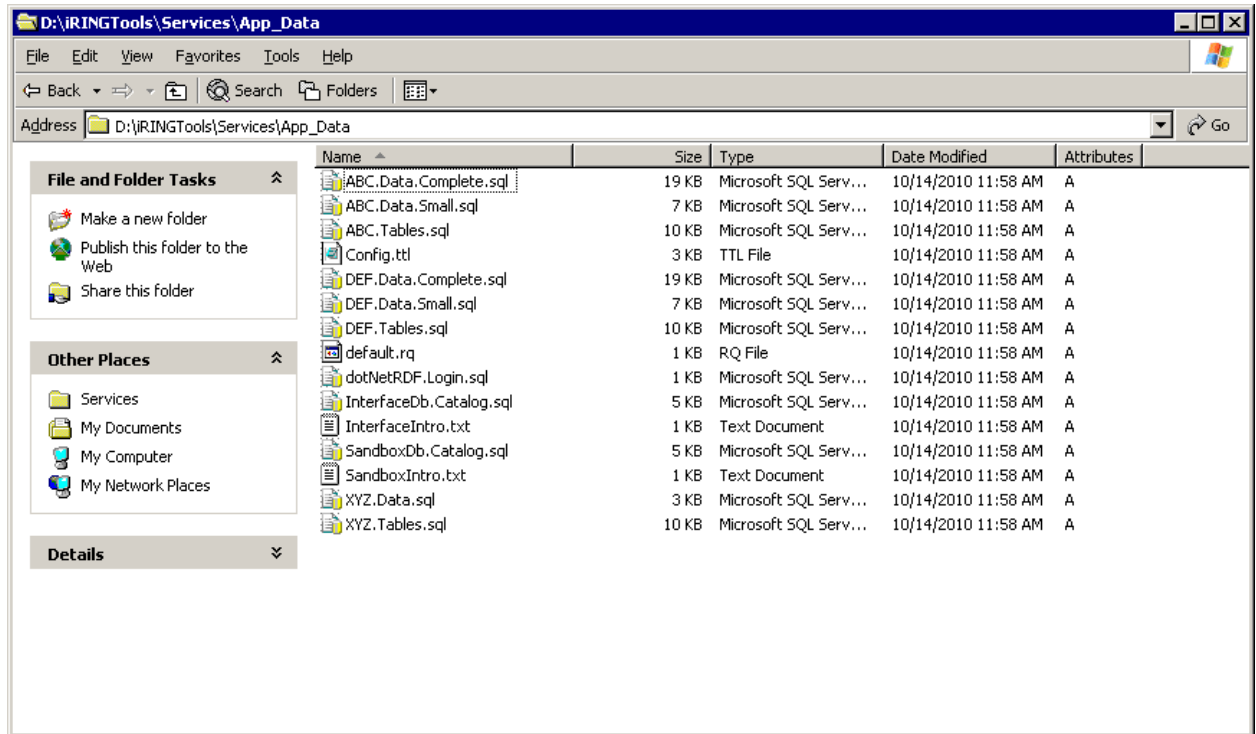 D:\iRINGTools\Services\App_Data
File Edit View Favorites Tools Help
Back Search Folders
Address D:\iRINGTools\Services\App_Data Go
File and Folder Tasks
Make a new folder
Publish this folder to the
Web
Share this folder
Other Places
Services
My Documents
My Computer
My Network Places
Details
Name Size Type Date Modified Attributes
ABC.Data.Complete.sql 19 KB Microsoft SQL Serv... 10/14/2010 11:58 AM A
ABC.Data.Small.sql 7 KB Microsoft SQL Serv... 10/14/2010 11:58 AM A
ABC.Tables.sql 10 KB Microsoft SQL Serv... 10/14/2010 11:58 AM A
Config.ttl 3 KB TTL File 10/14/2010 11:58 AM A
DEF.Data.Complete.sql 19 KB Microsoft SQL Serv... 10/14/2010 11:58 AM A
DEF.Data.Small.sql 7 KB Microsoft SQL Serv... 10/14/2010 11:58 AM A
DEF.Tables.sql 10 KB Microsoft SQL Serv... 10/14/2010 11:58 AM A
default.rq 1 KB RQ File 10/14/2010 11:58 AM A
dotNetRDF.Login.sql 1 KB Microsoft SQL Serv... 10/14/2010 11:58 AM A
InterfaceDb.Catalog.sql 5 KB Microsoft SQL Serv... 10/14/2010 11:58 AM A
InterfaceIntro.txt 1 KB Text Document 10/14/2010 11:58 AM A
SandboxDb.Catalog.sql 5 KB Microsoft SQL Serv... 10/14/2010 11:58 AM A
SandboxIntro.txt 1 KB Text Document 10/14/2010 11:58 AM A
XYZ.Data.sql 3 KB Microsoft SQL Serv... 10/14/2010 11:58 AM A
XYZ.Tables.sql 10 KB Microsoft SQL Serv... 10/14/2010 11:58 AM A